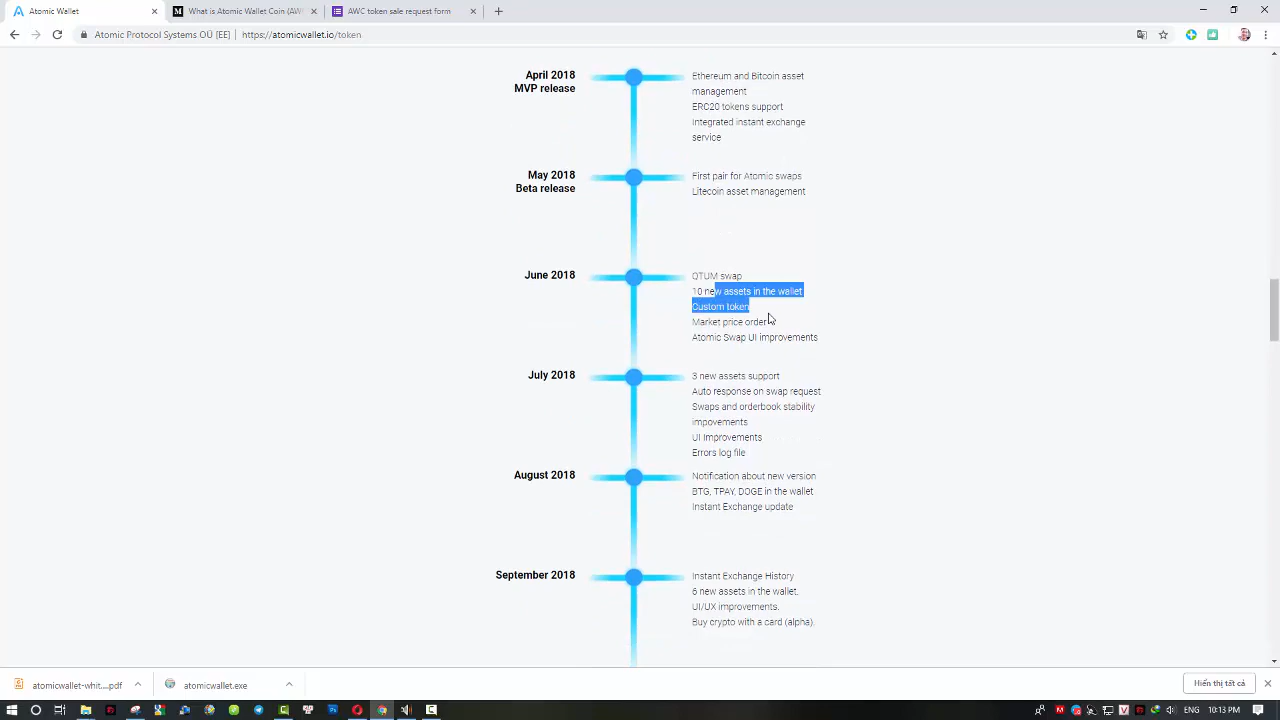 Atomic Wallet
What is Atomic Wallet Coin (AW
AWC token sale request form
Atomic Protocol Systems OÜ [EE]
https://atomicwallet.io/token
April 2018
MVP release
Ethereum and Bitcoin asset
management
ERC20 tokens support
Integrated instant exchange
service
May 2018
Beta release
First pair for Atomic swaps
Litecoin asset management
June 2018
QTUM swap
10 new assets in the wallet
Custom token
Market price order
Atomic Swap UI improvements
July 2018
3 new assets support
Auto response on swap request
Swaps and orderbook stability
impovements
UI Improvements
Errors log file
August 2018
Notification about new version
BTG, TPAY, DOGE in the wallet
Instant Exchange update
September 2018
Instant Exchange History
6 new assets in the wallet.
UI/UX improvements.
Buy crypto with a card (alpha).
atomicwallet-whit....pdf
atomicwallet.exe
Hiển thị tất cả
ENG
10:13 PM